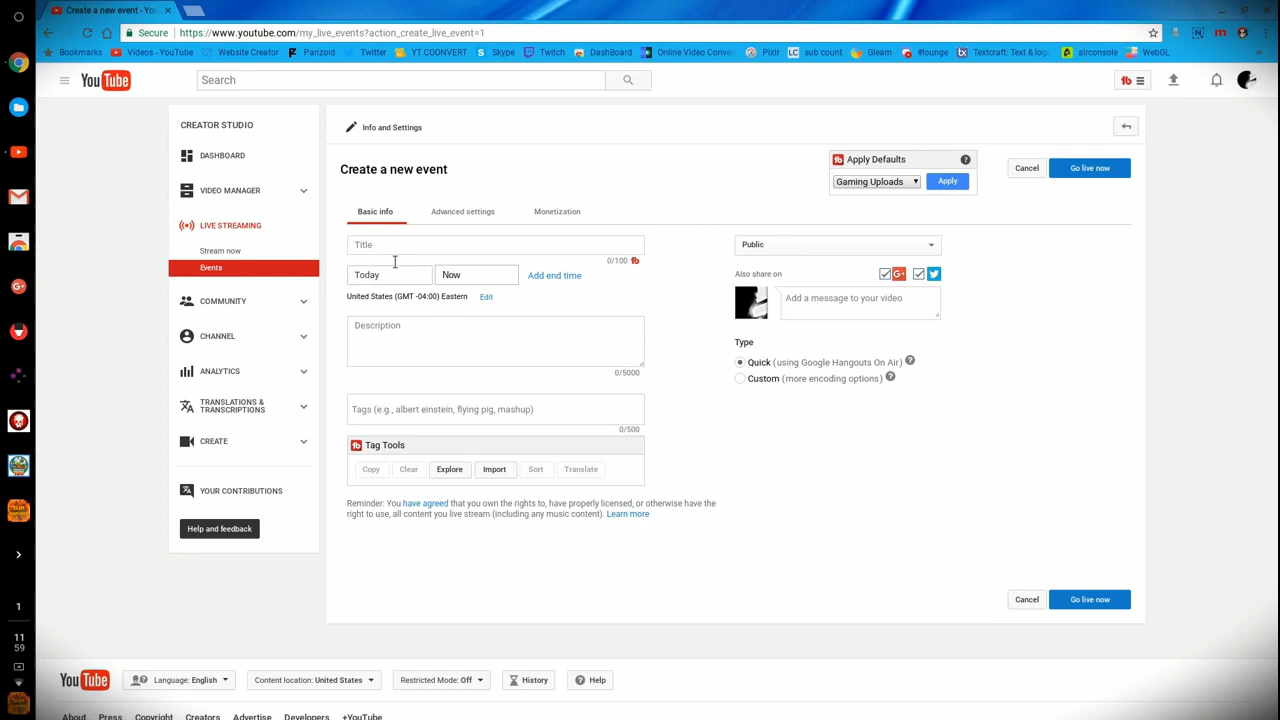 Create a new event - Yo
Secure
https://www.youtube.com/my_live_events?action_create_live_event=1
Bookmarks
Videos - YouTube
Website Creator
Panzoid
Twitter
YT COONVERT
Skype
Twitch
DashBoard
Online Video Conver
Pixlr
LC sub count
Gleam
#lounge
Textcraft: Text & log
airconsole
WebGL
YouTube
Search
CREATOR STUDIO
DASHBOARD
VIDEO MANAGER
LIVE STREAMING
Stream now
Events
COMMUNITY
CHANNEL
ANALYTICS
TRANSLATIONS &
TRANSCRIPTIONS
CREATE
YOUR CONTRIBUTIONS
Help and feedback
Info and Settings
Create a new event
Apply Defaults
Gaming Uploads
Apply
Cancel
Go live now
Basic info
Advanced settings
Monetization
Title
0/100
Today
Now
Add end time
United States (GMT -04:00) Eastern
Edit
Description
0/5000
Tags (e.g., albert einstein, flying pig, mashup)
0/500
Tag Tools
Copy
Clear
Explore
Import
Sort
Translate
Reminder: You have agreed that you own the rights to, have properly licensed, or otherwise have the
right to use, all content you live stream (including any music content). Learn more
Public
Also share on
Add a message to your video
Type
Quick (using Google Hangouts On Air)
Custom (more encoding options)
Cancel
Go live now
1
11
59
YouTube
Language: English
Content location: United States
Restricted Mode: Off
History
Help
About
Press
Copyright
Creators
Advertise
Developers
+YouTube